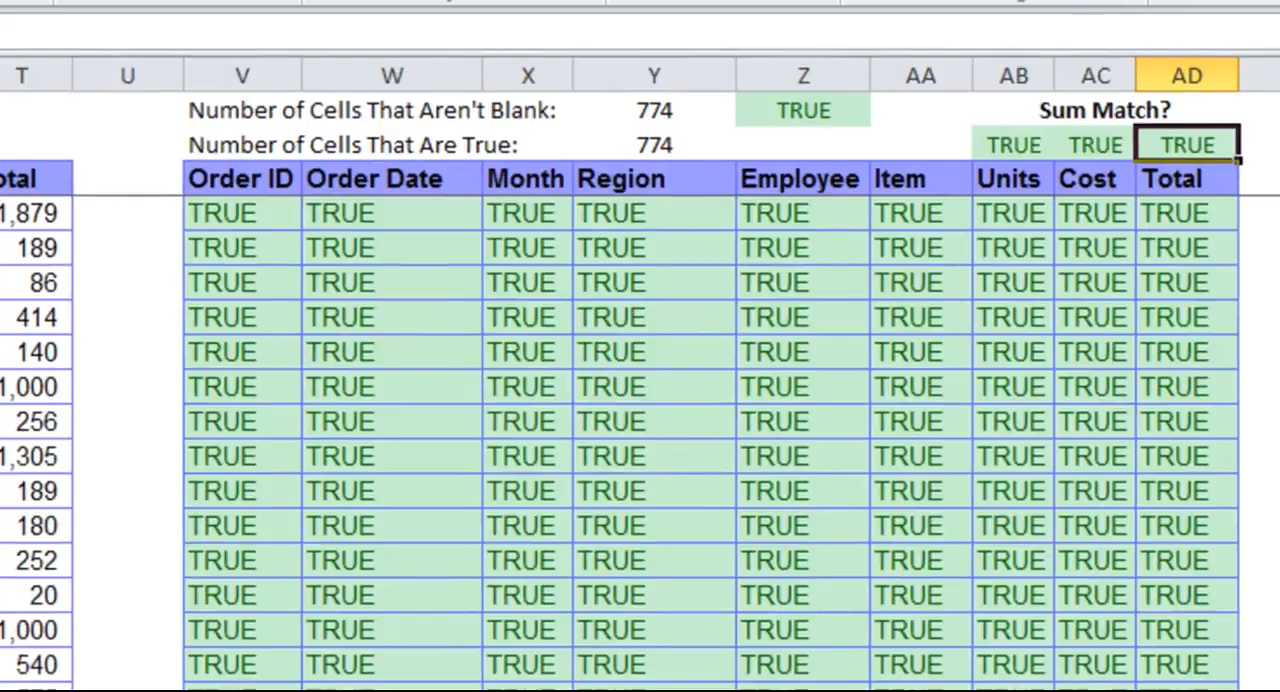 T U V W X Y Z AA AB AC AD
Number of Cells That Aren't Blank: 774 TRUE Sum Match?
Number of Cells That Are True: 774 TRUE TRUE TRUE
otal Order ID Order Date Month Region Employee Item Units Cost Total
1,879 TRUE TRUE TRUE TRUE TRUE TRUE TRUE TRUE TRUE
189 TRUE TRUE TRUE TRUE TRUE TRUE TRUE TRUE TRUE
86 TRUE TRUE TRUE TRUE TRUE TRUE TRUE TRUE TRUE
414 TRUE TRUE TRUE TRUE TRUE TRUE TRUE TRUE TRUE
140 TRUE TRUE TRUE TRUE TRUE TRUE TRUE TRUE TRUE
1,000 TRUE TRUE TRUE TRUE TRUE TRUE TRUE TRUE TRUE
256 TRUE TRUE TRUE TRUE TRUE TRUE TRUE TRUE TRUE
1,305 TRUE TRUE TRUE TRUE TRUE TRUE TRUE TRUE TRUE
189 TRUE TRUE TRUE TRUE TRUE TRUE TRUE TRUE TRUE
180 TRUE TRUE TRUE TRUE TRUE TRUE TRUE TRUE TRUE
252 TRUE TRUE TRUE TRUE TRUE TRUE TRUE TRUE TRUE
20 TRUE TRUE TRUE TRUE TRUE TRUE TRUE TRUE TRUE
1,000 TRUE TRUE TRUE TRUE TRUE TRUE TRUE TRUE TRUE
540 TRUE TRUE TRUE TRUE TRUE TRUE TRUE TRUE TRUE